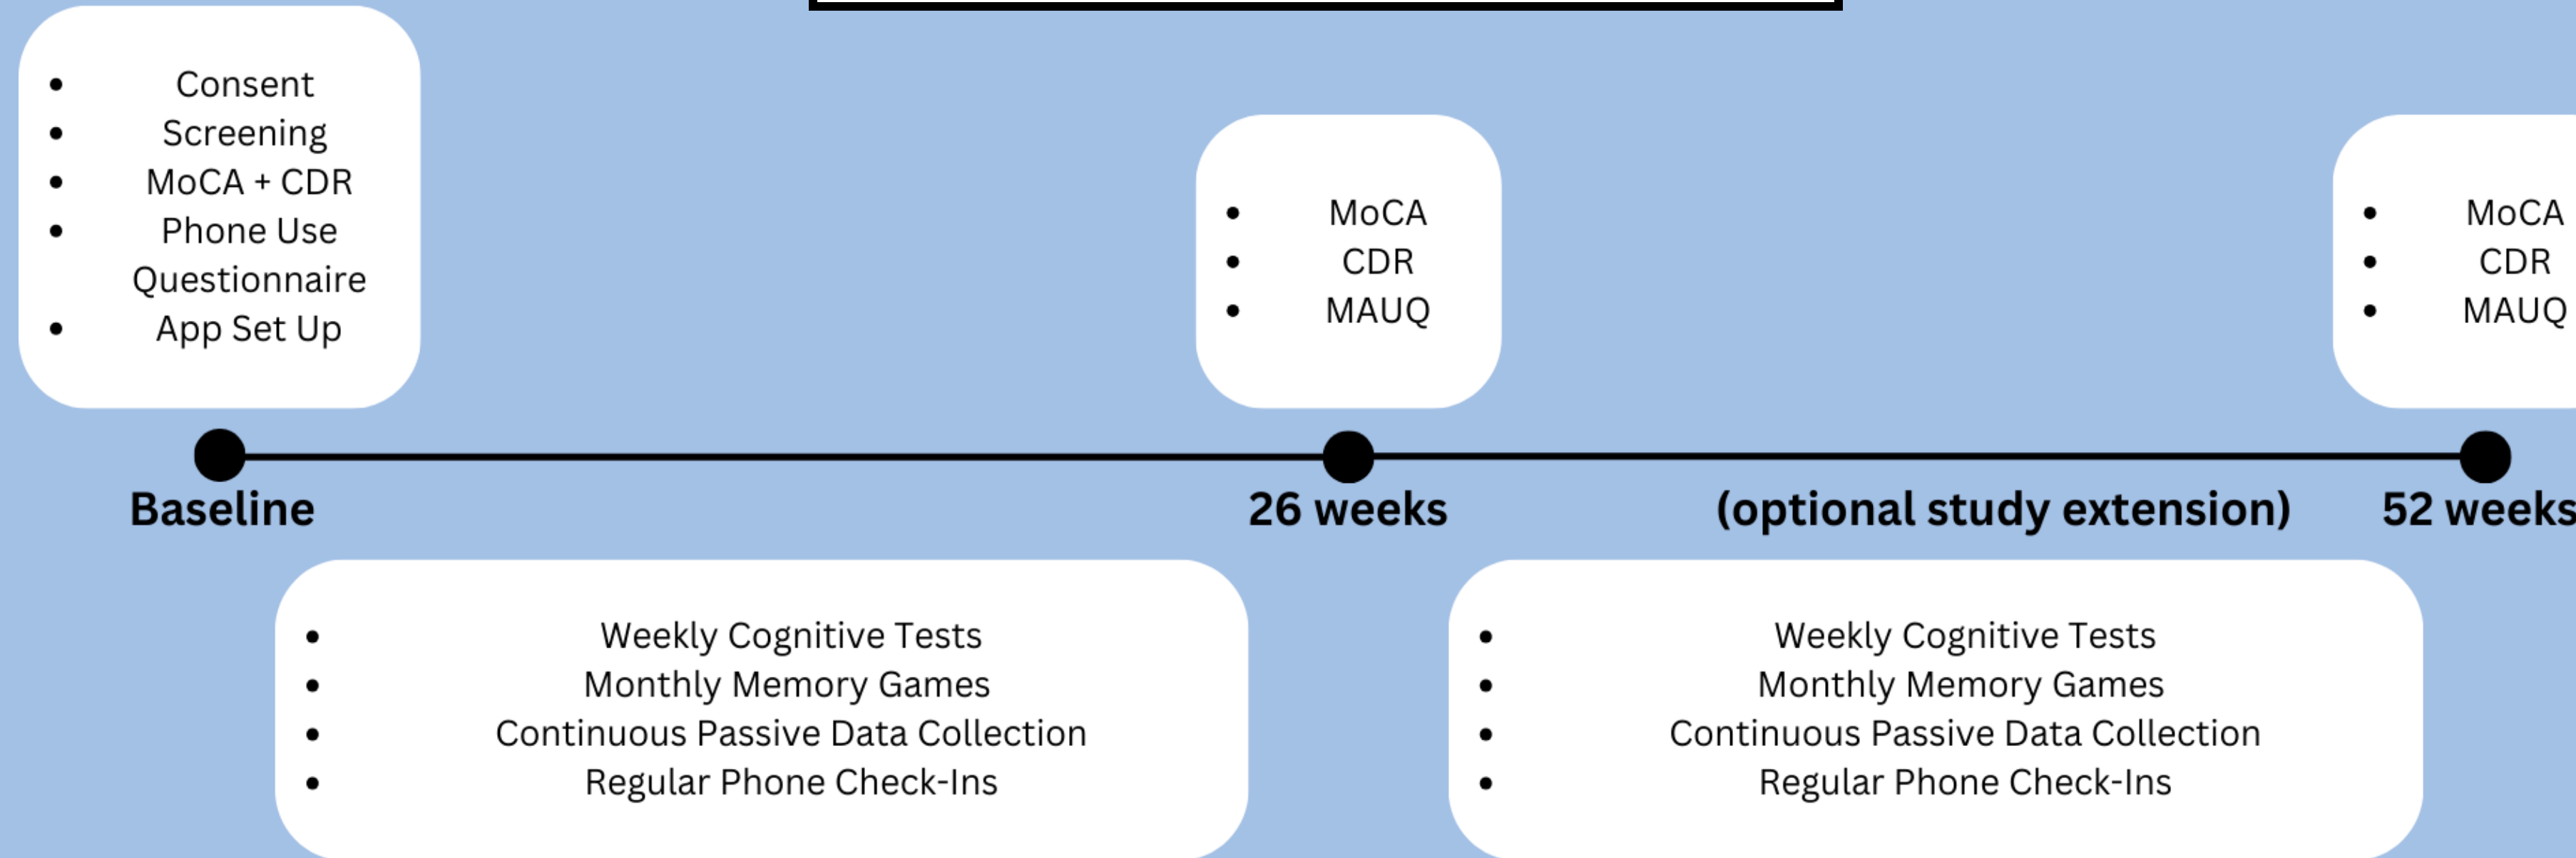 • Consent
• Screening
• MoCA + CDR
• Phone Use
Questionnaire
• App Set Up
• MoCA
• CDR
• MAUQ
• MoCA
• CDR
• MAUQ
Baseline
26 weeks
(optional study extension)
52 weeks
• Weekly Cognitive Tests
• Monthly Memory Games
• Continuous Passive Data Collection
• Regular Phone Check-Ins
• Weekly Cognitive Tests
• Monthly Memory Games
• Continuous Passive Data Collection
• Regular Phone Check-Ins